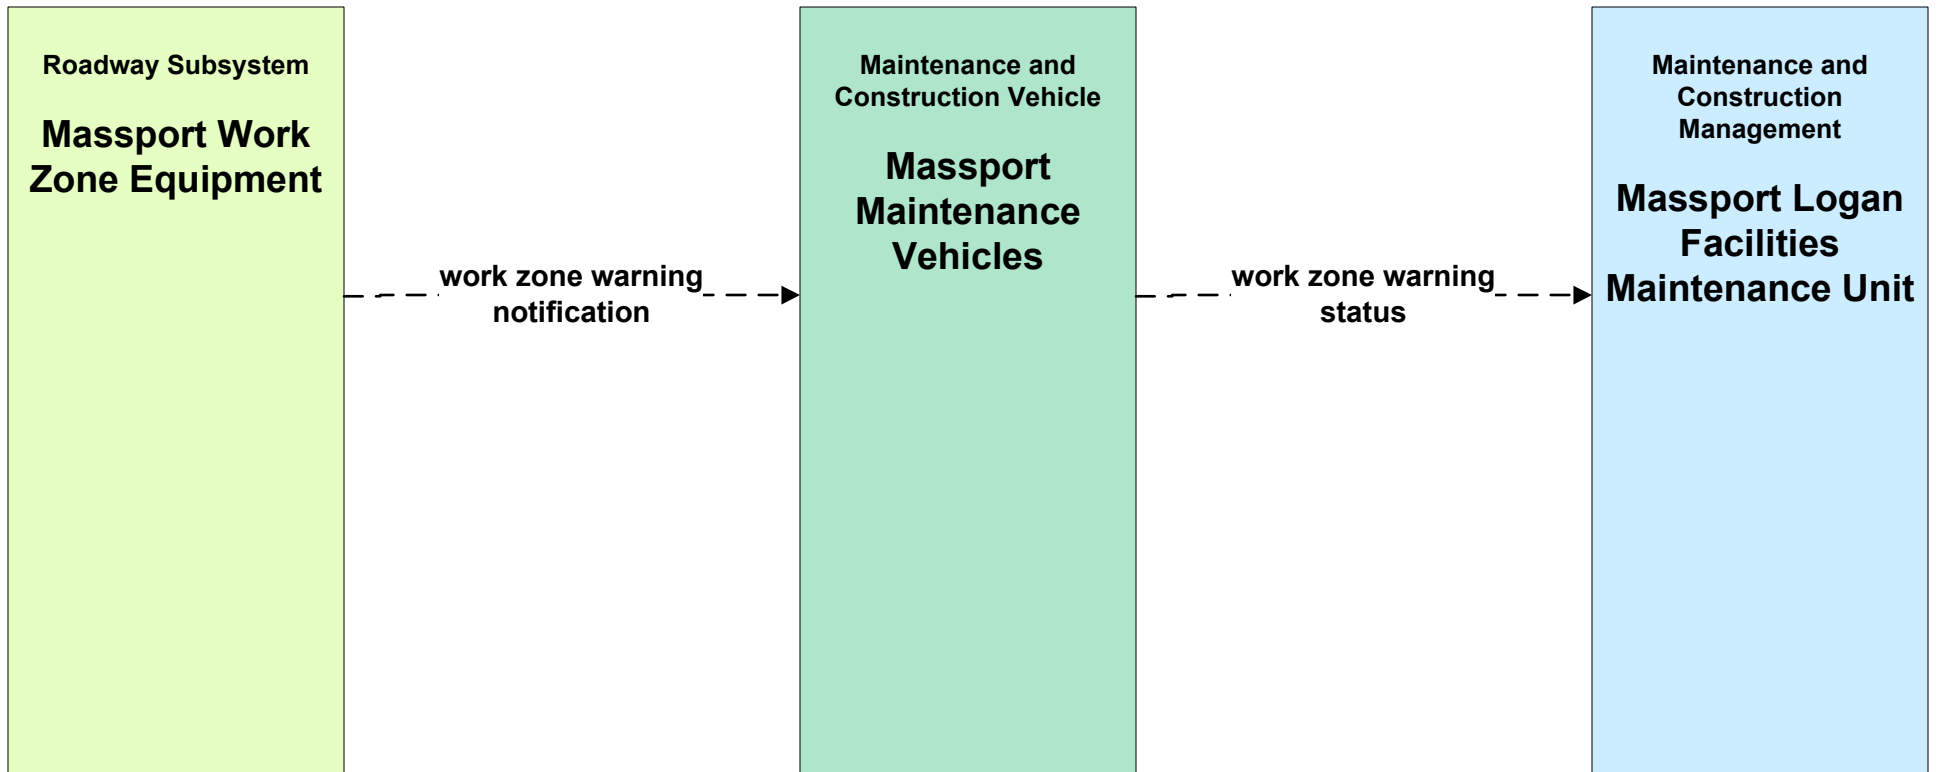 Roadway Subsystem
Massport Work
Zone Equipment
work zone warning
notification
Maintenance and
Construction Vehicle
Massport
Maintenance
Vehicles
work zone warning
status
Maintenance and
Construction
Management
Massport Logan
Facilities
Maintenance Unit